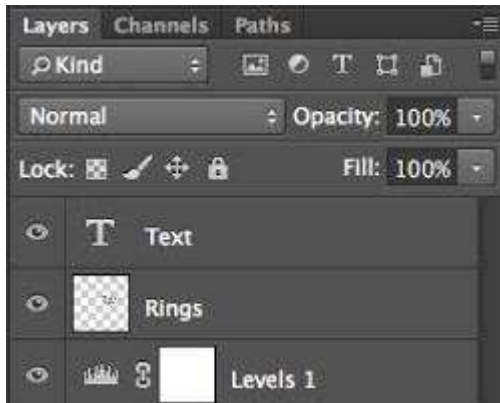 Layers Channels Paths
Kind
Normal Opacity: 100%
Lock: Fill: 100%
T Text
Rings
Levels 1